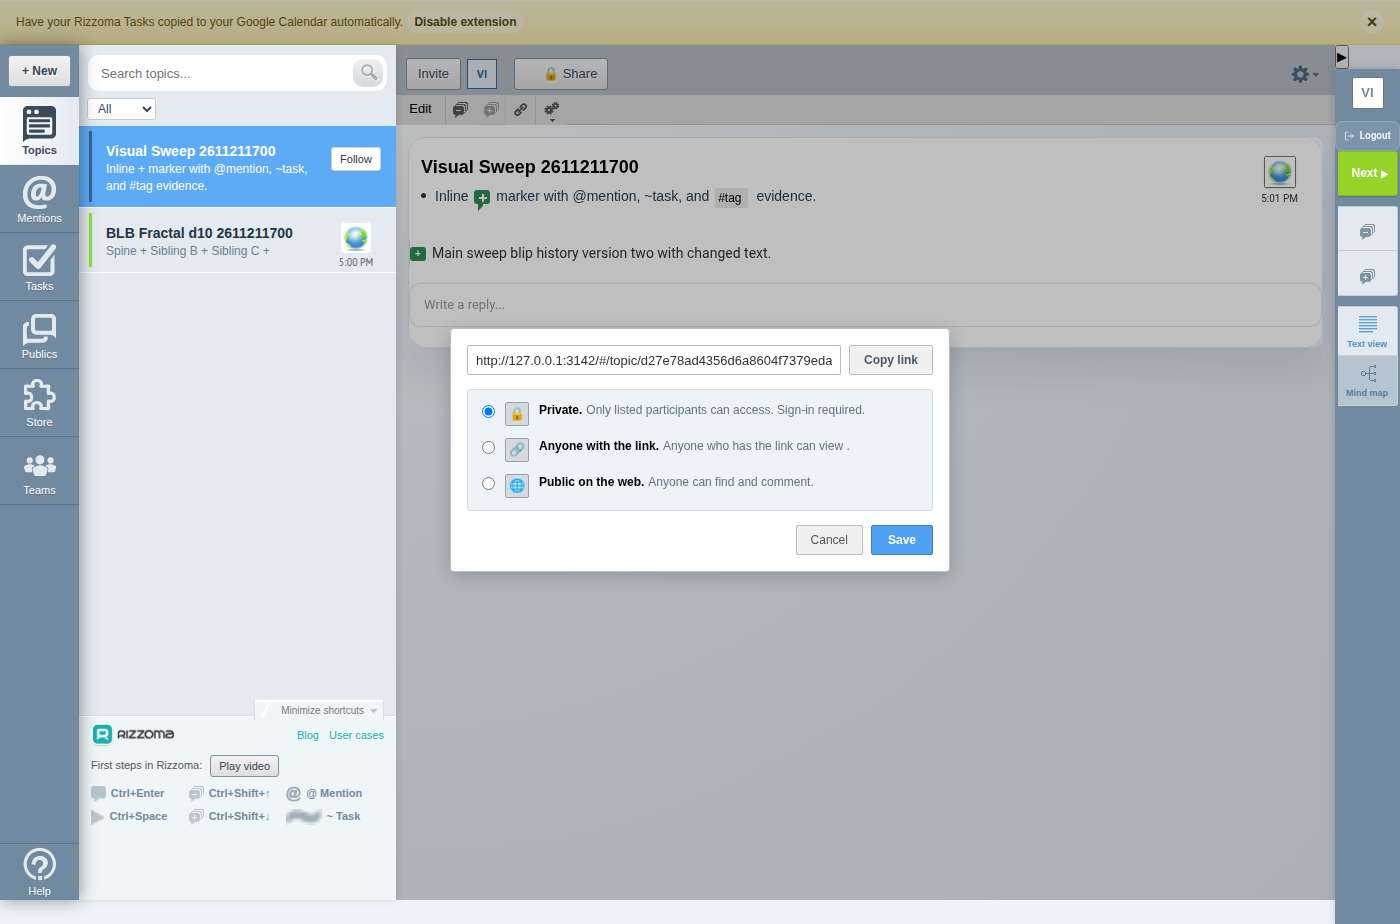 Have your Rizzoma Tasks copied to your Google Calendar automatically. Disable extension ×
+ New
Topics
@
Mentions
Tasks
Publics
Store
Teams
Help
Search topics...
All
Visual Sweep 2611211700
Inline + marker with @mention, ~task,
and #tag evidence.
Follow
BLB Fractal d10 2611211700
Spine + Sibling B + Sibling C +
5:00 PM
Minimize shortcuts
RIZZOMA
Blog User cases
First steps in Rizzoma: Play video
Ctrl+Enter Ctrl+Shift+↑ @ @ Mention
Ctrl+Space Ctrl+Shift+↓ ~ Task
Invite VI 🔒 Share
Edit
Visual Sweep 2611211700
• Inline + marker with @mention, ~task, and #tag evidence.
5:01 PM
+ Main sweep blip history version two with changed text.
Write a reply...
http://127.0.0.1:3142/#/topic/d27e78ad4356d6a8604f7379eda Copy link
Private. Only listed participants can access. Sign-in required.
Anyone with the link. Anyone who has the link can view .
Public on the web. Anyone can find and comment.
Cancel Save
▶
VI
Logout
Next ▶
Text view
Mind map